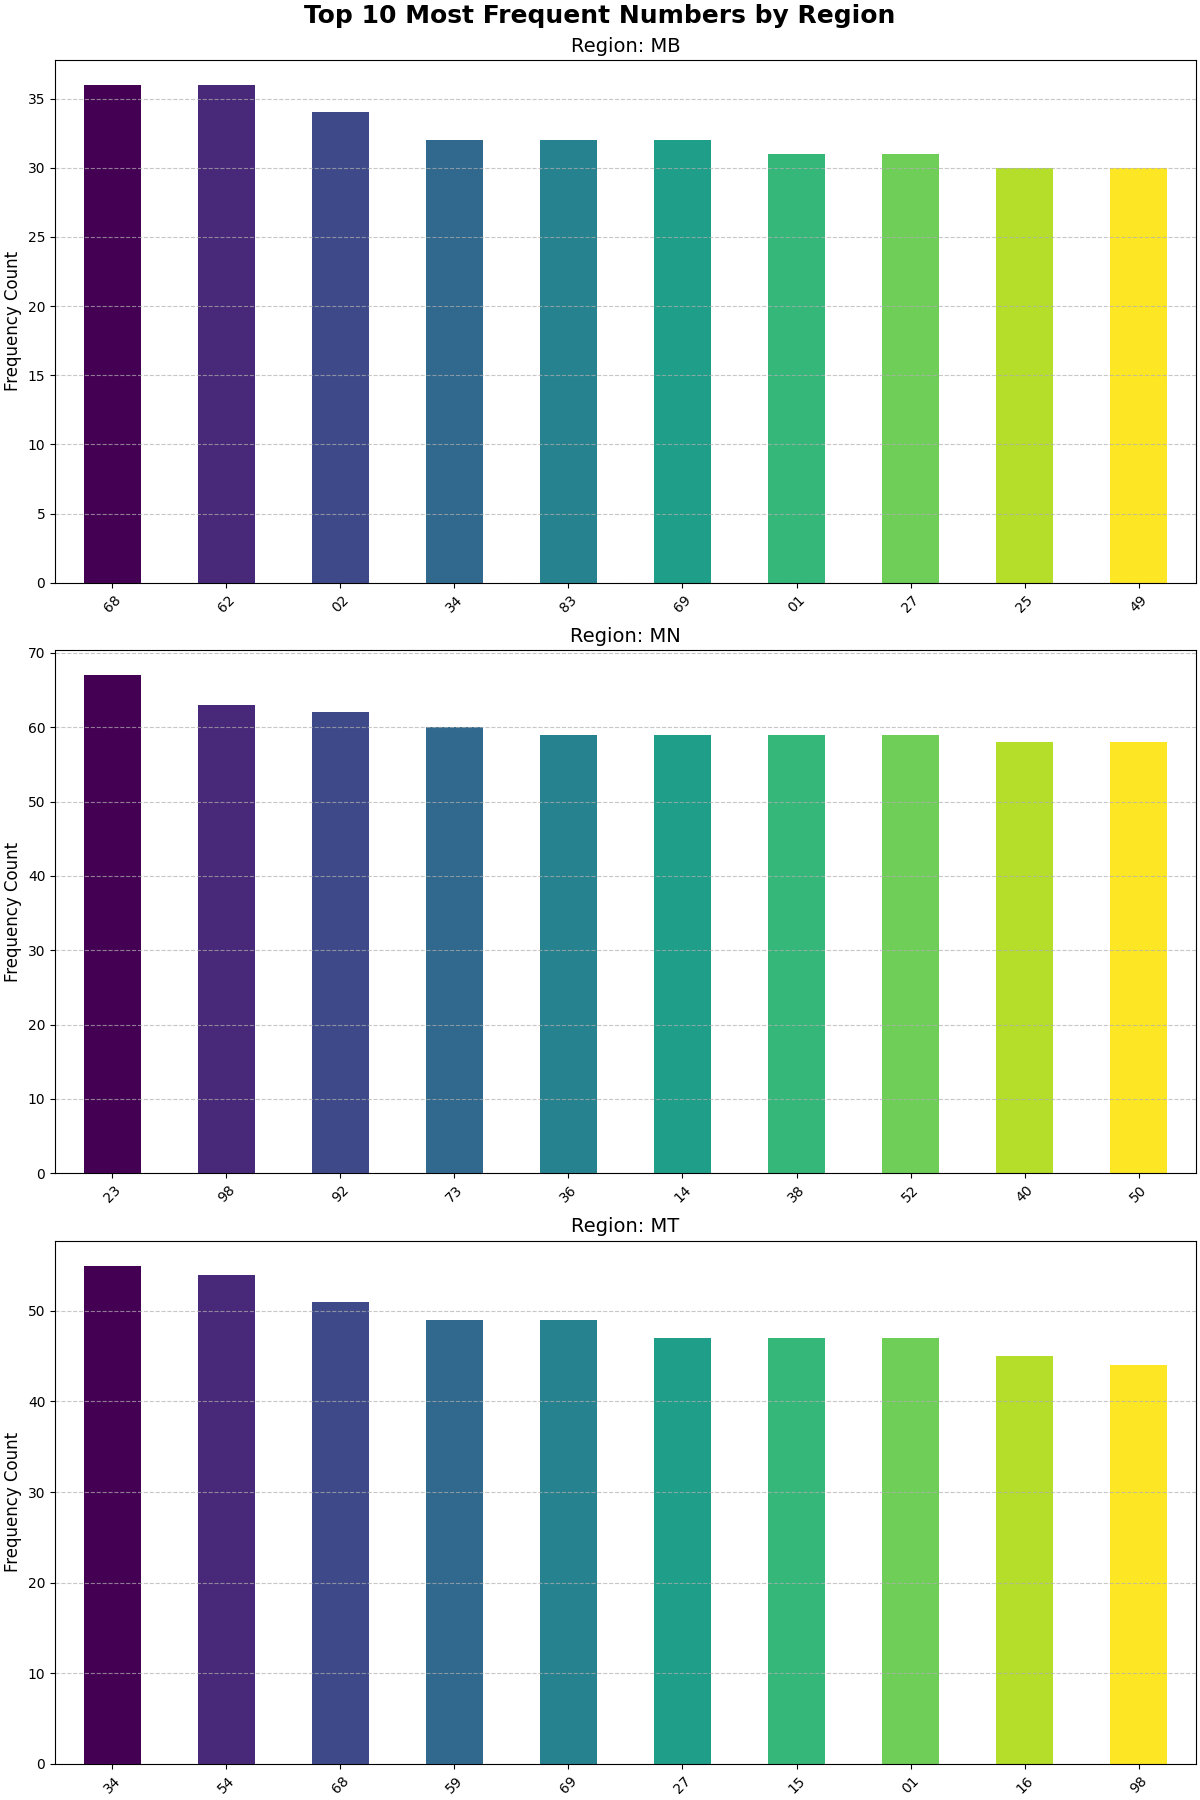 Top 10 Most Frequent Numbers by Region
Region: MB
Frequency Count
35
30
25
20
15
10
5
0
68 62 02 34 83 69 01 27 25 49
Region: MN
Frequency Count
70
60
50
40
30
20
10
0
23 98 92 73 36 14 38 52 40 50
Region: MT
Frequency Count
50
40
30
20
10
0
34 54 68 59 69 27 15 01 16 98